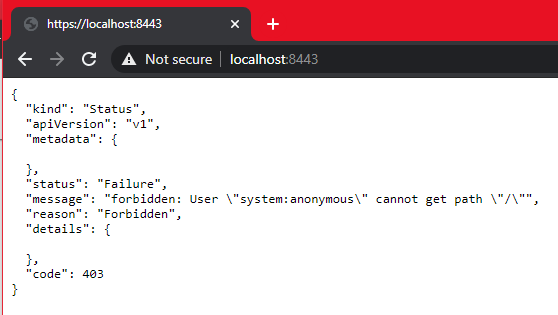 https://localhost:8443
Not secure localhost:8443
{
  "kind": "Status",
  "apiVersion": "v1",
  "metadata": {

  },
  "status": "Failure",
  "message": "forbidden: User \"system:anonymous\" cannot get path \"/\"",
  "reason": "Forbidden",
  "details": {

  },
  "code": 403
}